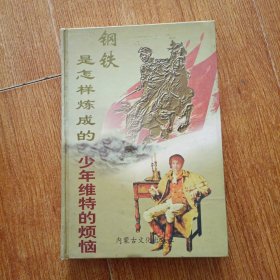 钢铁
是怎样炼成的
少年维特的烦恼
内蒙古文化出版社